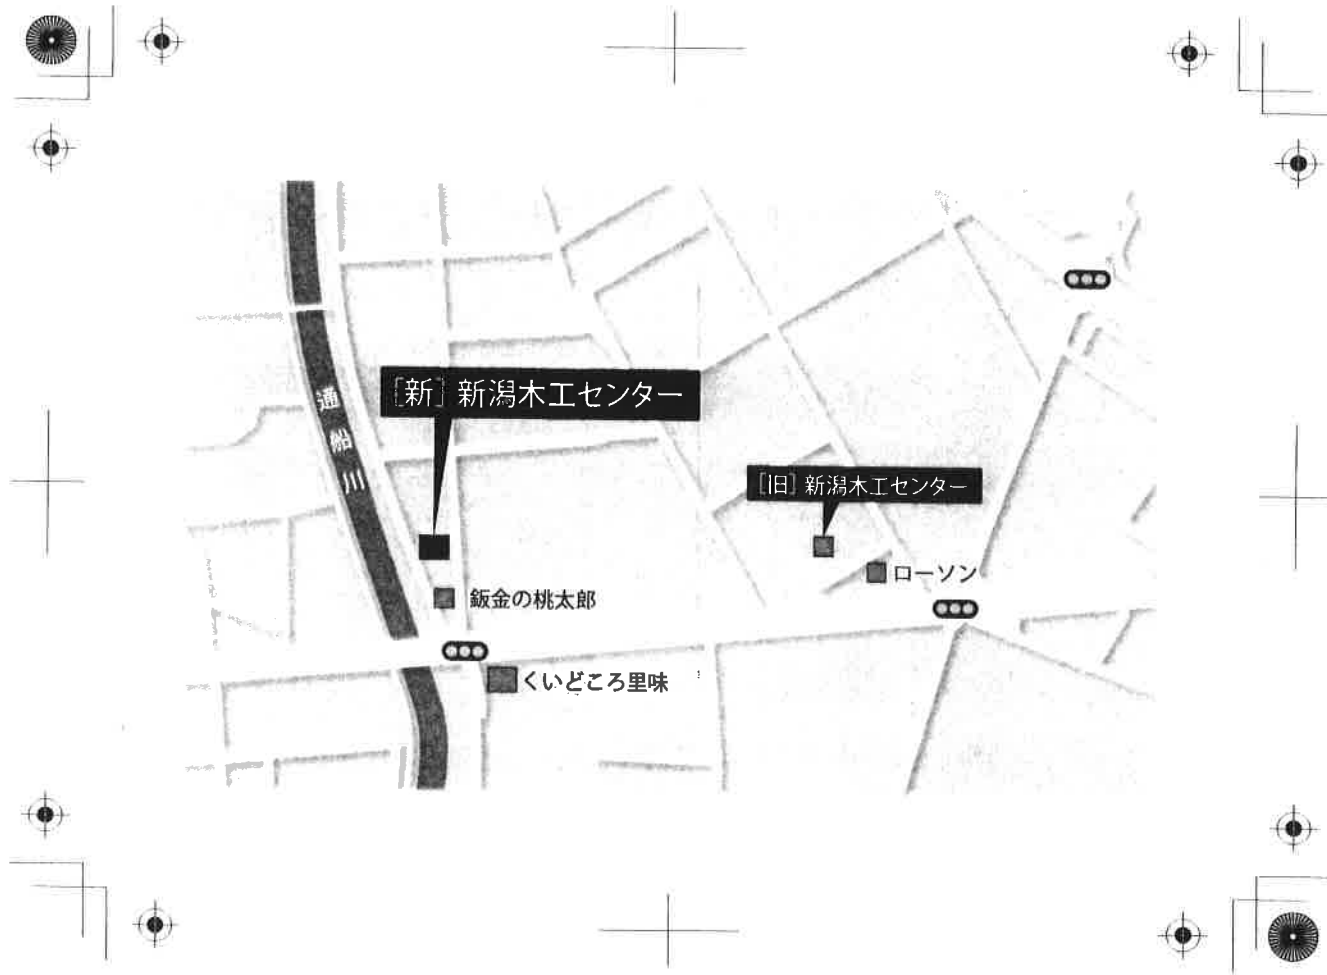 [新] 新潟木工センター
通船川
[旧] 新潟木工センター
ローソン
鈑金の桃太郎
くいどころ里味